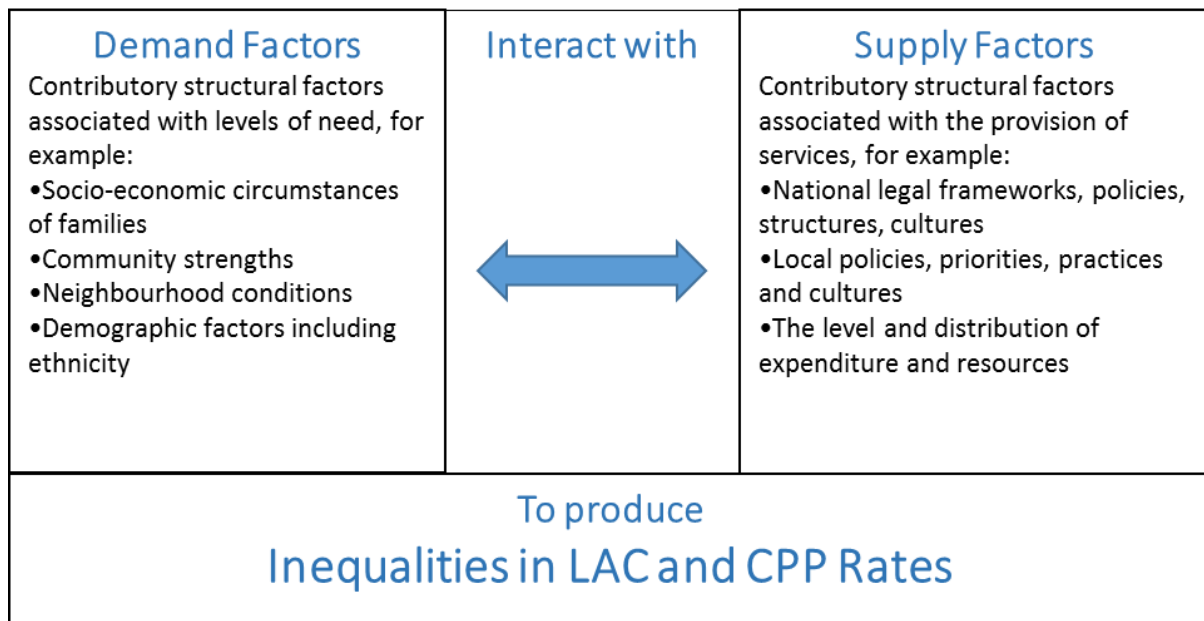 Demand Factors
Contributory structural factors
associated with levels of need, for
example:
•Socio-economic circumstances
of families
•Community strengths
•Neighbourhood conditions
•Demographic factors including
ethnicity
Interact with
Supply Factors
Contributory structural factors
associated with the provision of
services, for example:
•National legal frameworks, policies,
structures, cultures
•Local policies, priorities, practices
and cultures
•The level and distribution of
expenditure and resources
To produce
Inequalities in LAC and CPP Rates